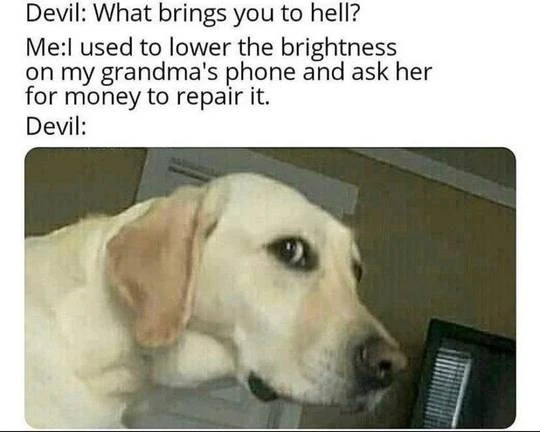 Devil: What brings you to hell?
Me:I used to lower the brightness
on my grandma's phone and ask her
for money to repair it.
Devil: